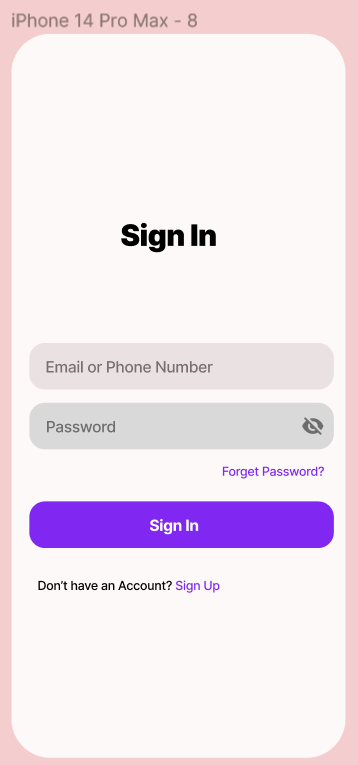 iPhone 14 Pro Max - 8
Sign In
Email or Phone Number
Password
Forget Password?
Sign In
Don’t have an Account? Sign Up